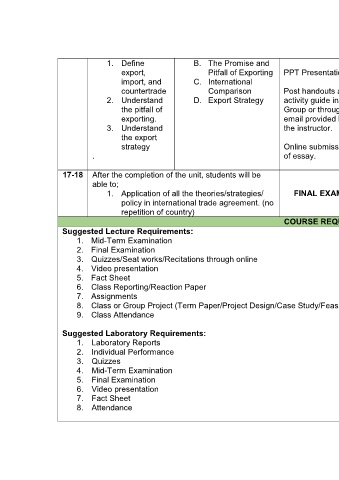 1. Define
export,
import, and
countertrade
2. Understand
the pitfall of
exporting.
3. Understand
the export
strategy
.
B. The Promise and
Pitfall of Exporting
C. International
Comparison
D. Export Strategy
PPT Presentati
Post handouts a
activity guide in
Group or throug
email provided
the instructor.
Online submiss
of essay.
17-18
After the completion of the unit, students will be
able to;
1. Application of all the theories/strategies/
policy in international trade agreement. (no
repetition of country)
FINAL EXAM
COURSE REQ
Suggested Lecture Requirements:
1. Mid-Term Examination
2. Final Examination
3. Quizzes/Seat works/Recitations through online
4. Video presentation
5. Fact Sheet
6. Class Reporting/Reaction Paper
7. Assignments
8. Class or Group Project (Term Paper/Project Design/Case Study/Feas
9. Class Attendance
Suggested Laboratory Requirements:
1. Laboratory Reports
2. Individual Performance
3. Quizzes
4. Mid-Term Examination
5. Final Examination
6. Video presentation
7. Fact Sheet
8. Attendance